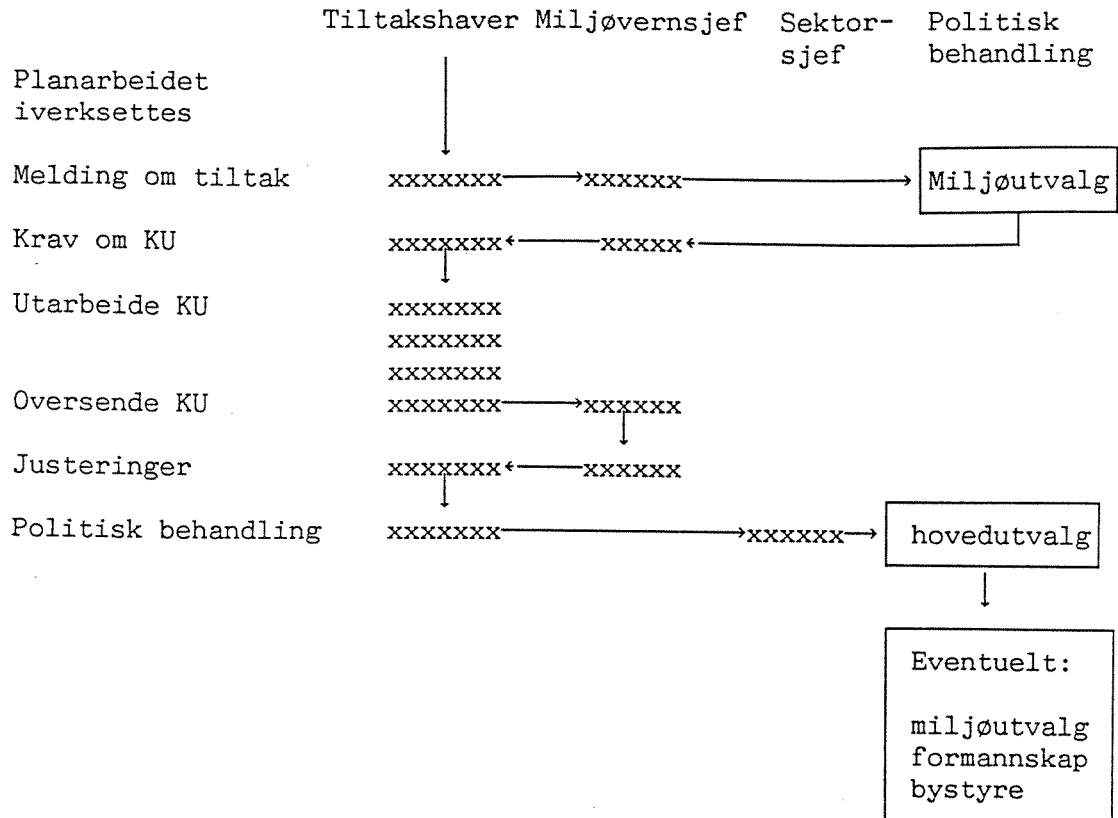 Tiltakshaver Miljøvernsjef Sektor- Politisk
sjef behandling
Planarbeidet
iverksettes
Melding om tiltak xxxxxxx xxxxxx Miljøutvalg
Krav om KU xxxxxxx xxxxx
Utarbeide KU xxxxxxx
xxxxxxx
xxxxxxx
Oversende KU xxxxxxx xxxxxx
Justeringer xxxxxxx xxxxxx
Politisk behandling xxxxxxx xxxxxx hovedutvalg
Eventuelt:
miljøutvalg
formannskap
bystyre